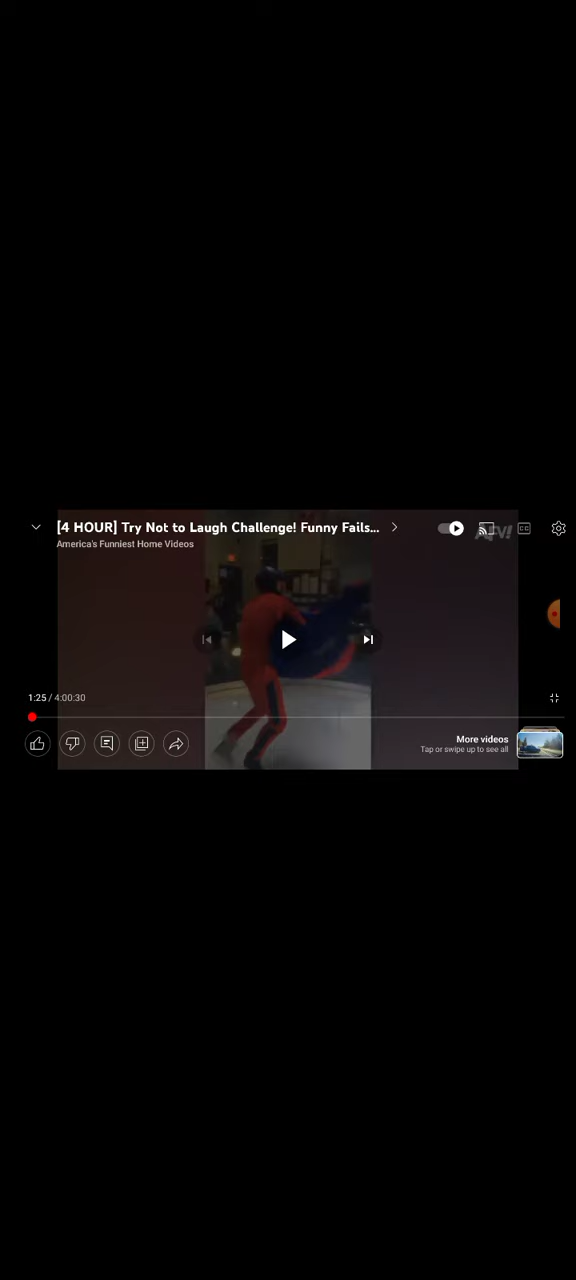 [4 HOUR] Try Not to Laugh Challenge! Funny Fails...
America's Funniest Home Videos
CC
1:25 / 4:00:30
More videos
Tap or swipe up to see all